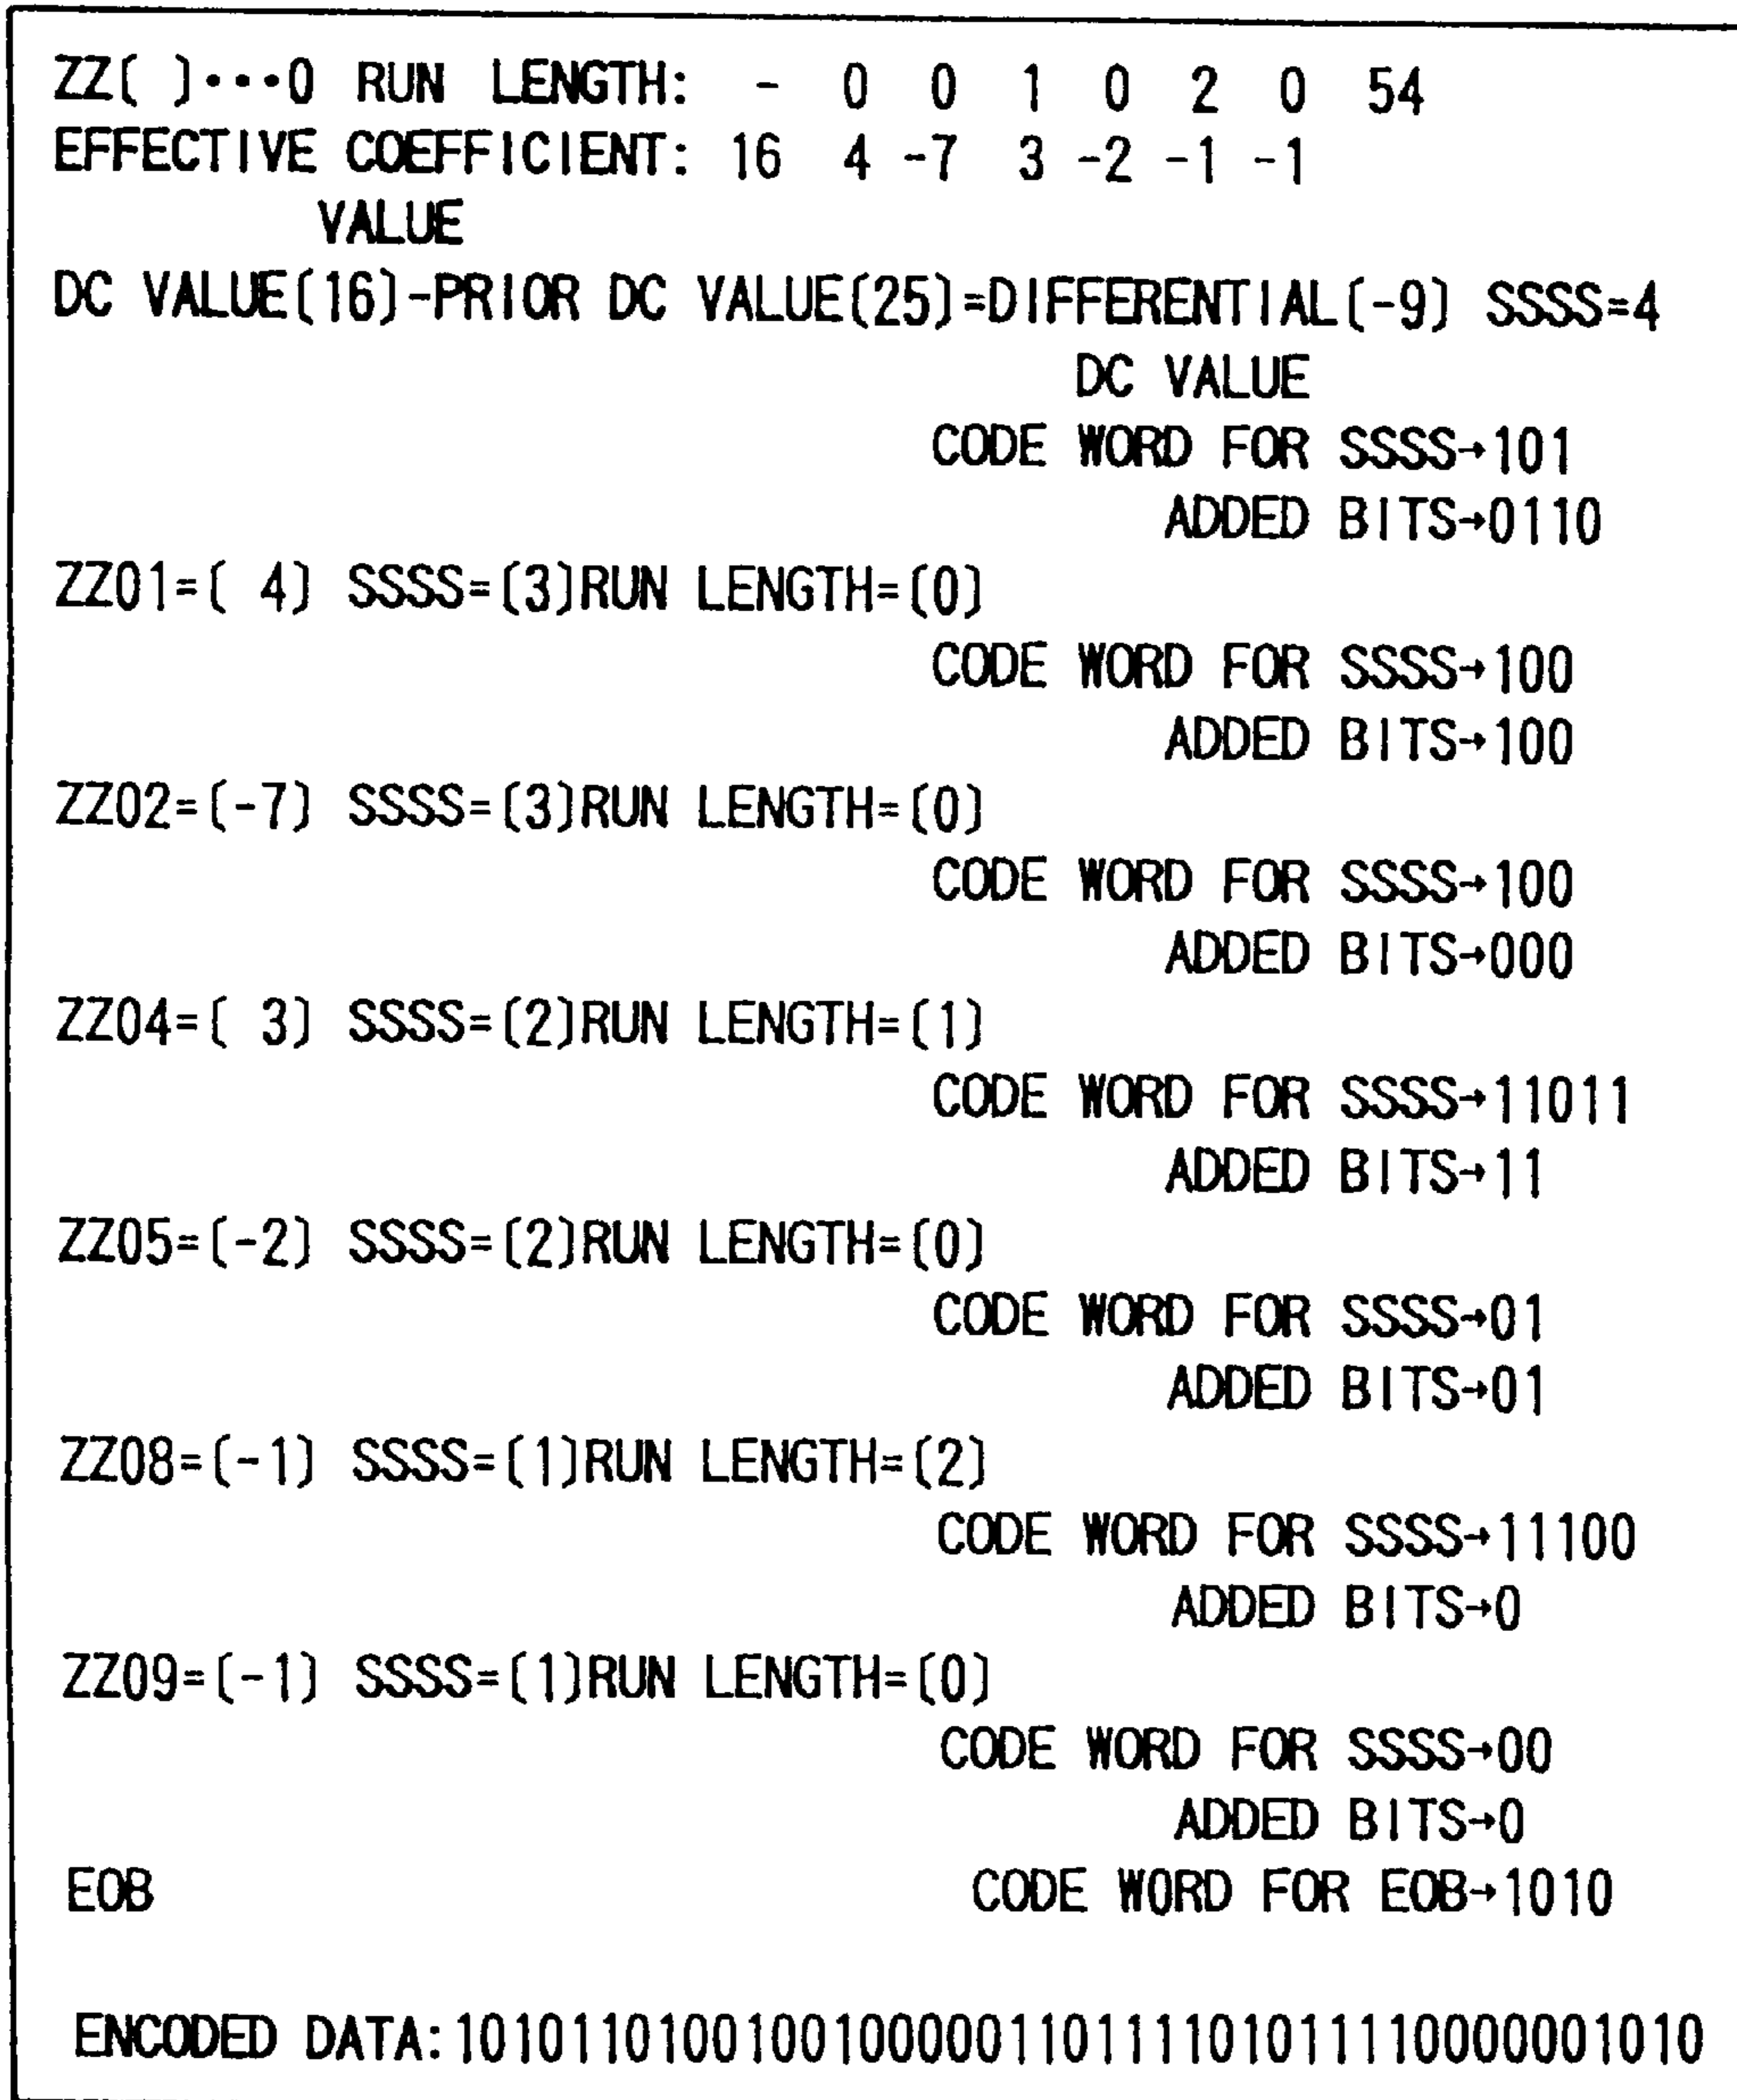 ZZ( )···0 RUN LENGTH: - 0 0 1 0 2 0 54
EFFECTIVE COEFFICIENT: 16 4 -7 3 -2 -1 -1
VALUE
DC VALUE(16)-PRIOR DC VALUE(25)=DIFFERENTIAL(-9) SSSS=4
DC VALUE
CODE WORD FOR SSSS→101
ADDED BITS→0110
ZZ01=( 4) SSSS=(3)RUN LENGTH=(0)
CODE WORD FOR SSSS→100
ADDED BITS→100
ZZ02=(-7) SSSS=(3)RUN LENGTH=(0)
CODE WORD FOR SSSS→100
ADDED BITS→000
ZZ04=( 3) SSSS=(2)RUN LENGTH=(1)
CODE WORD FOR SSSS→11011
ADDED BITS→11
ZZ05=(-2) SSSS=(2)RUN LENGTH=(0)
CODE WORD FOR SSSS→01
ADDED BITS→01
ZZ08=(-1) SSSS=(1)RUN LENGTH=(2)
CODE WORD FOR SSSS→11100
ADDED BITS→0
ZZ09=(-1) SSSS=(1)RUN LENGTH=(0)
CODE WORD FOR SSSS→00
ADDED BITS→0
EOB CODE WORD FOR EOB→1010
ENCODED DATA:1010110100100100000110111101011110000001010